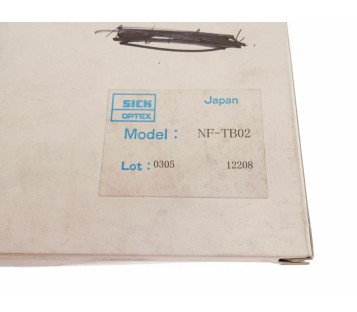 SICK
OPTEX
Japan
Model : NF-TB02
Lot : 0305 12208